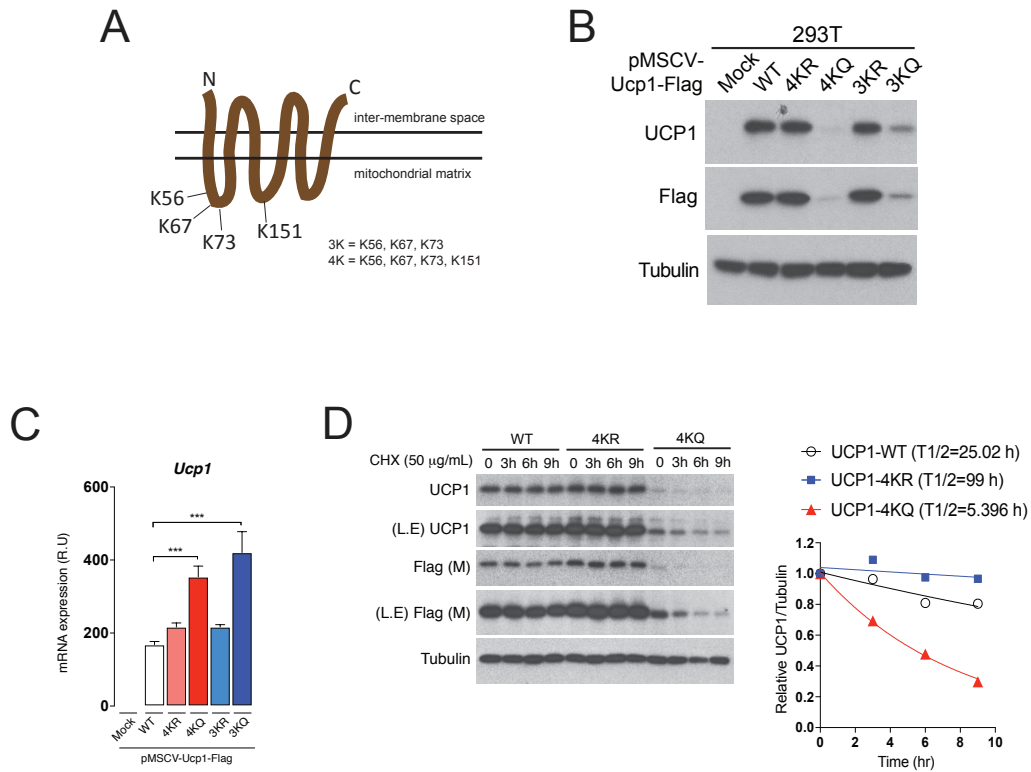 A
N
C
inter-membrane space
mitochondrial matrix
K56
K67
K73
K151
3K = K56, K67, K73
4K = K56, K67, K73, K151
B
293T
pMSCV-
Ucp1-Flag
Mock WT 4KR 4KQ 3KR 3KQ
UCP1
Flag
Tubulin
C
Ucp1
mRNA expression (R.U)
600
400
200
0
***
***
Mock WT 4KR 4KQ 3KR 3KQ
pMSCV-Ucp1-Flag
D
WT 4KR 4KQ
CHX (50 µg/mL) 0 3h 6h 9h 0 3h 6h 9h 0 3h 6h 9h
UCP1
(L.E) UCP1
Flag (M)
(L.E) Flag (M)
Tubulin
UCP1-WT (T1/2=25.02 h)
UCP1-4KR (T1/2=99 h)
UCP1-4KQ (T1/2=5.396 h)
Relative UCP1/Tubulin
1.2
1.0
0.8
0.6
0.4
0.2
0.0
0 2 4 6 8 10
Time (hr)